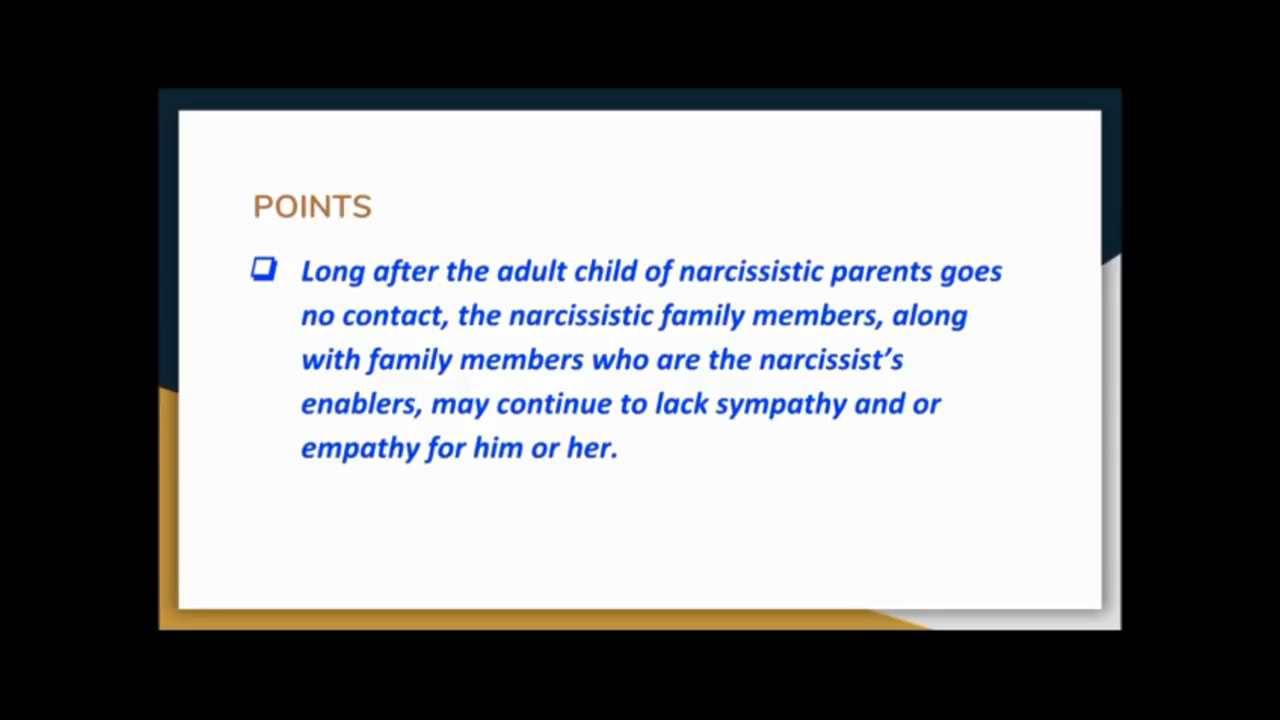 POINTS
❑ Long after the adult child of narcissistic parents goes
no contact, the narcissistic family members, along
with family members who are the narcissist’s
enablers, may continue to lack sympathy and or
empathy for him or her.